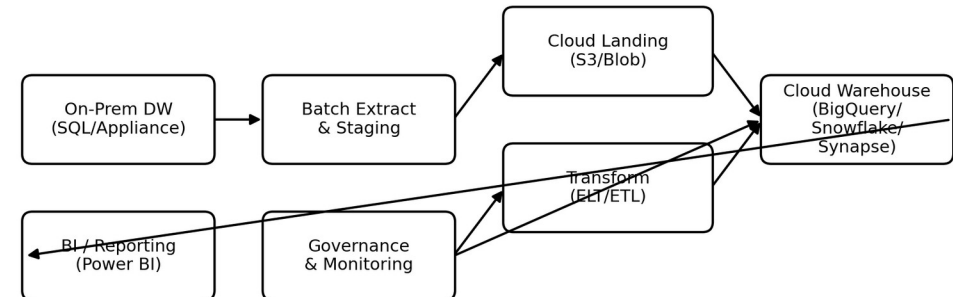 On-Prem DW
(SQL/Appliance)
Batch Extract
& Staging
Cloud Landing
(S3/Blob)
Transform
(ELT/ETL)
Cloud Warehouse
(BigQuery/
Snowflake/
Synapse)
BI / Reporting
(Power BI)
Governance
& Monitoring